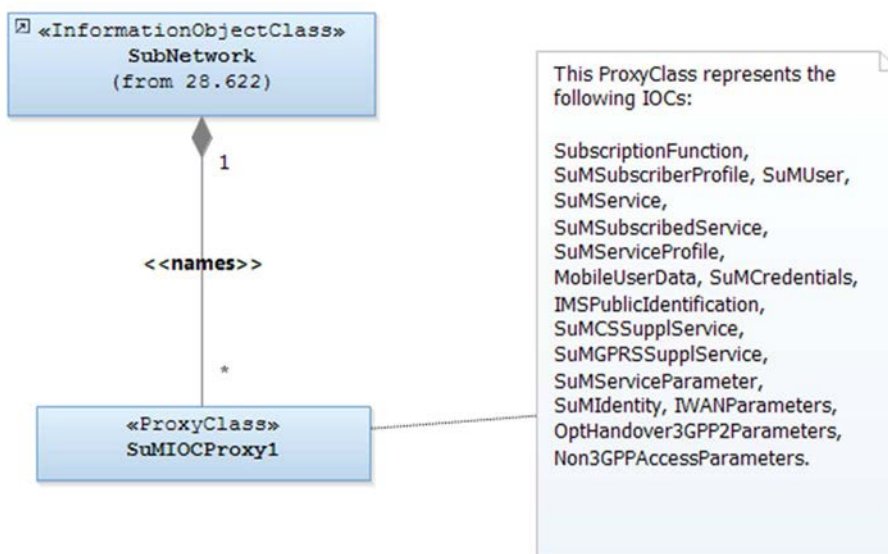 «InformationObjectClass»
SubNetwork
(from 28.622)
1
<<names>>
*
«ProxyClass»
SuMIOCProxy1
This ProxyClass represents the
following IOCs:
SubscriptionFunction,
SuMSubscriberProfile, SuMUser,
SuMService,
SuMSubscribedService,
SuMServiceProfile,
MobileUserData, SuMCredentials,
IMSPublicIdentification,
SuMCSSupplService,
SuMGPRSSupplService,
SuMServiceParameter,
SuMIdentity, IWANParameters,
OptHandover3GPP2Parameters,
Non3GPPAccessParameters.